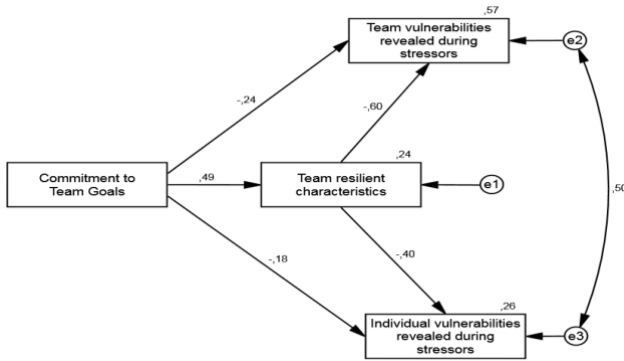 ,57
Team vulnerabilities
revealed during
stressors
e2
-,24
-,60
,49
,24
Commitment to
Team Goals
Team resilient
characteristics
e1
,50
-,18
-,40
,26
Individual vulnerabilities
revealed during
stressors
e3